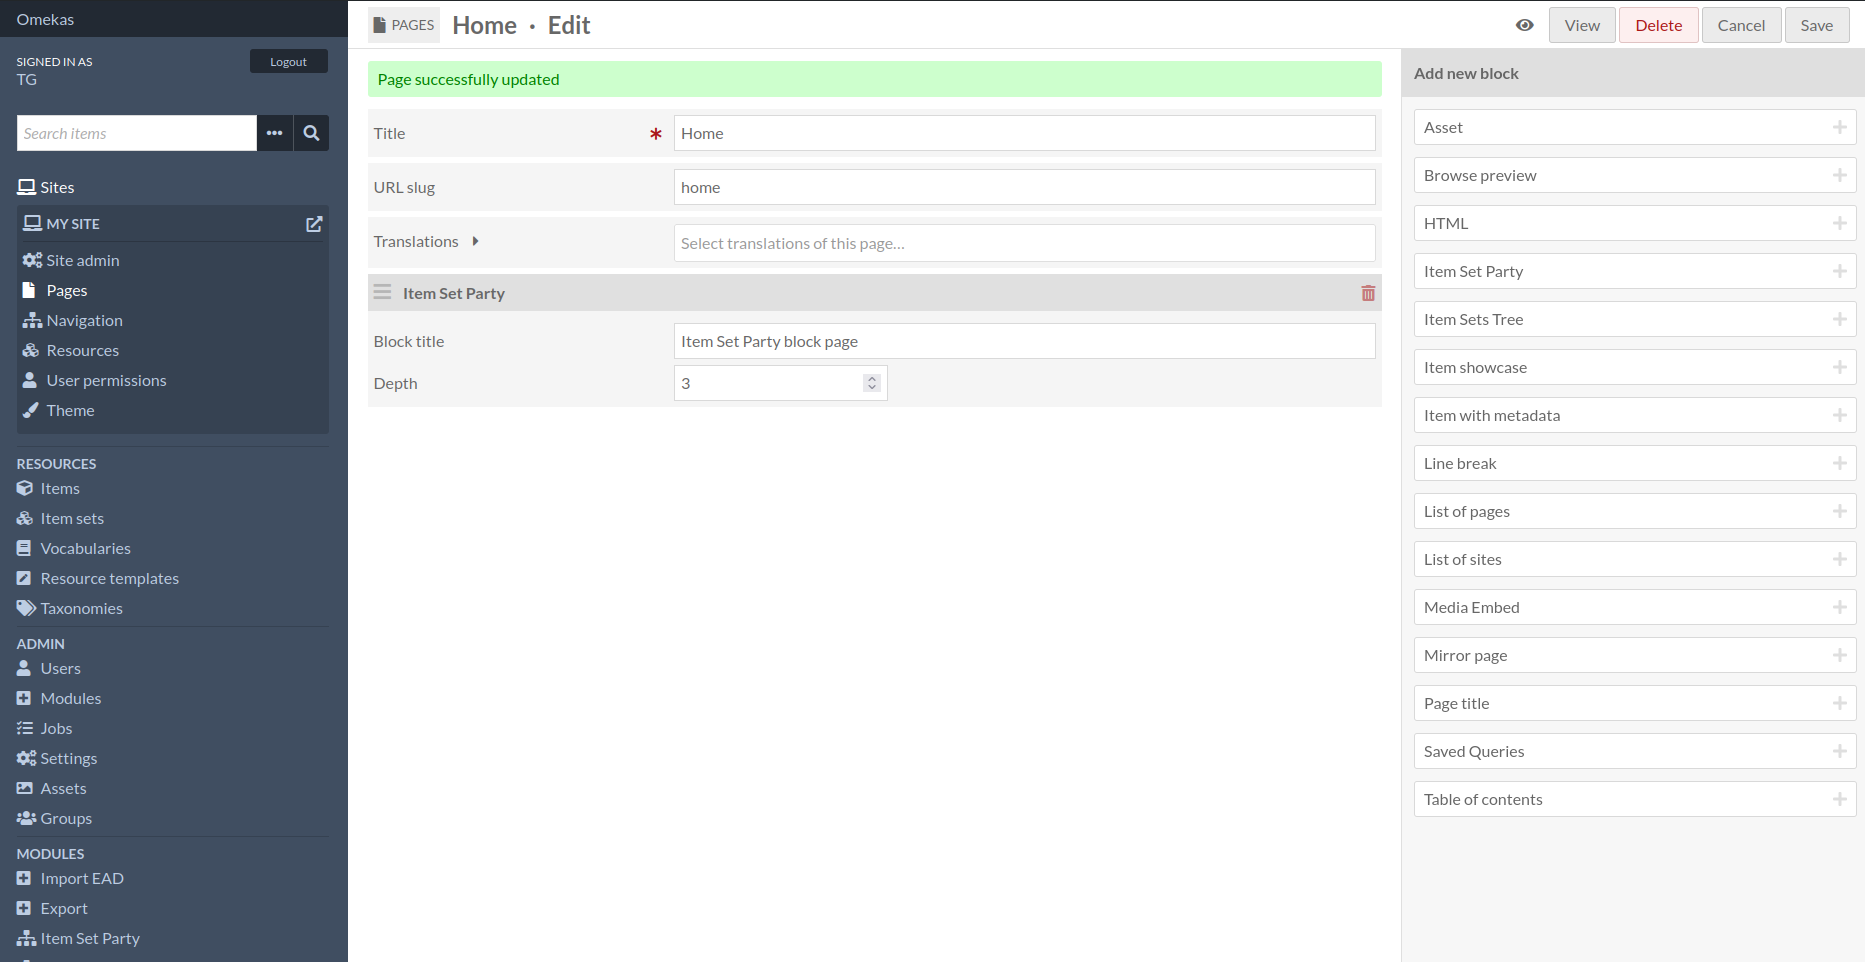 Omekas
SIGNED IN AS
TG
Logout
Search items
Sites
MY SITE
Site admin
Pages
Navigation
Resources
User permissions
Theme
RESOURCES
Items
Item sets
Vocabularies
Resource templates
Taxonomies
ADMIN
Users
Modules
Jobs
Settings
Assets
Groups
MODULES
Import EAD
Export
Item Set Party
PAGES Home · Edit
View
Delete
Cancel
Save
Page successfully updated
Title * Home
URL slug home
Translations Select translations of this page...
Item Set Party
Block title Item Set Party block page
Depth 3
Add new block
Asset
Browse preview
HTML
Item Set Party
Item Sets Tree
Item showcase
Item with metadata
Line break
List of pages
List of sites
Media Embed
Mirror page
Page title
Saved Queries
Table of contents